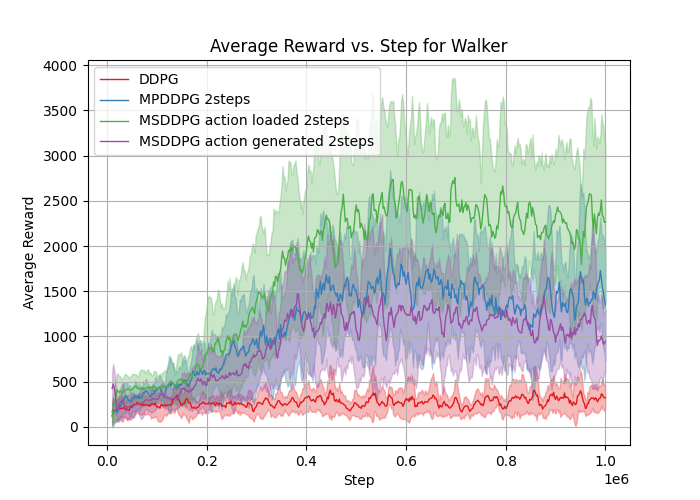 Average Reward vs. Step for Walker
DDPG
MPDDPG 2steps
MSDDPG action loaded 2steps
MSDDPG action generated 2steps
Average Reward
4000
3500
3000
2500
2000
1500
1000
500
0
0.0 0.2 0.4 0.6 0.8 1.0
1e6
Step